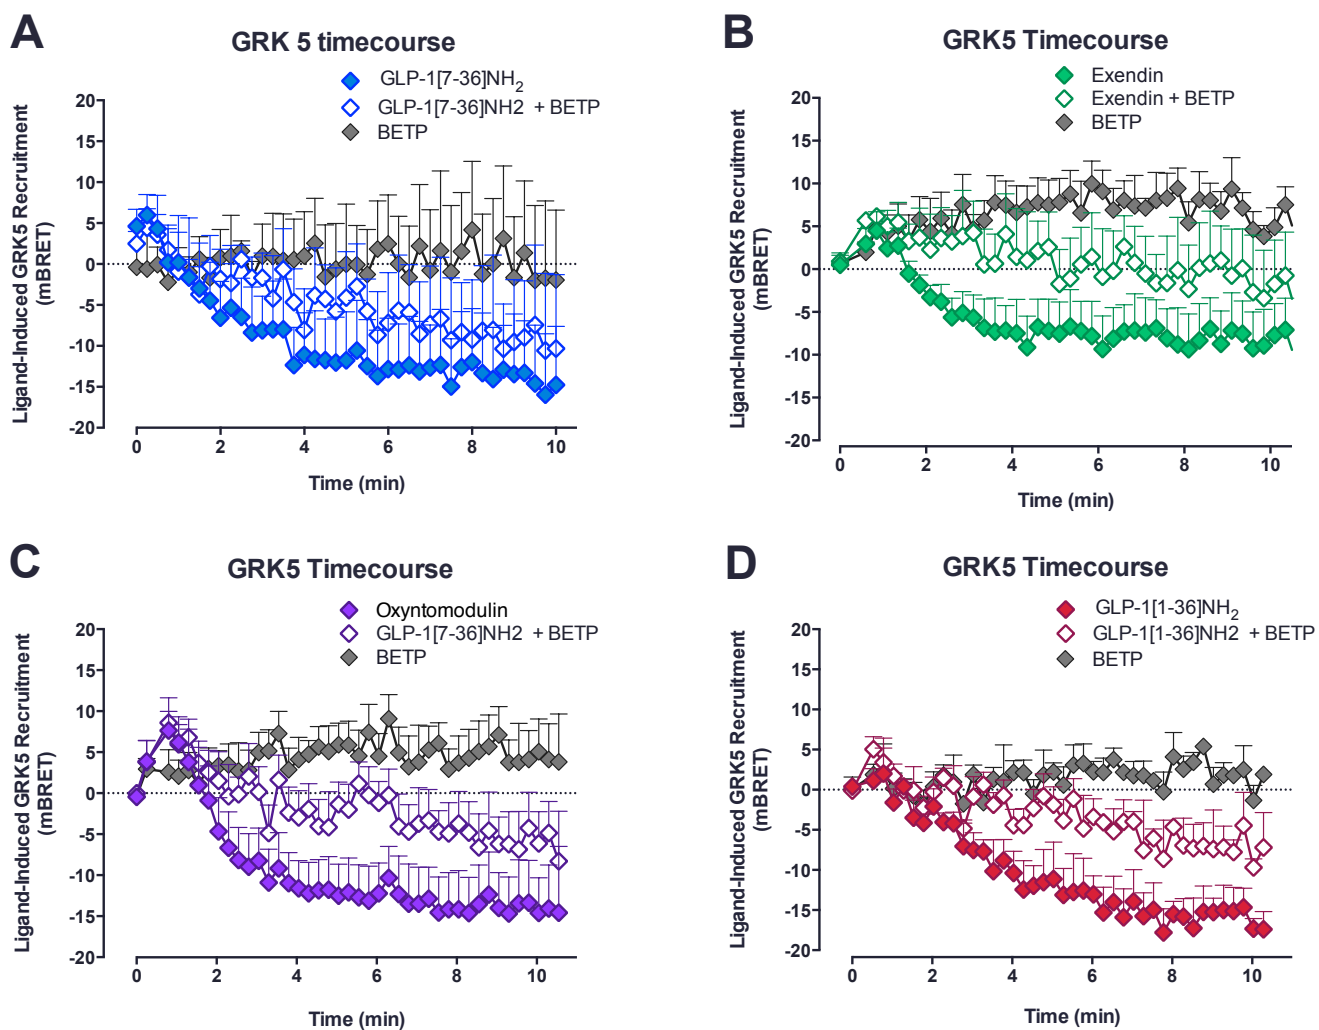 A
GRK 5 timecourse
GLP-1[7-36]NH2
GLP-1[7-36]NH2 + BETP
BETP
Ligand-Induced GRK5 Recruitment
(mBRET)
20
15
10
5
0
-5
-10
-15
-20
0 2 4 6 8 10
Time (min)
B
GRK5 Timecourse
Exendin
Exendin + BETP
BETP
Ligand-Induced GRK5 Recruitment
(mBRET)
20
15
10
5
0
-5
-10
-15
-20
0 2 4 6 8 10
Time (min)
C
GRK5 Timecourse
Oxyntomodulin
GLP-1[7-36]NH2 + BETP
BETP
Ligand-Induced GRK5 Recruitment
(mBRET)
20
15
10
5
0
-5
-10
-15
-20
0 2 4 6 8 10
Time (min)
D
GRK5 Timecourse
GLP-1[1-36]NH2
GLP-1[1-36]NH2 + BETP
BETP
Ligand-Induced GRK5 Recruitment
(mBRET)
20
15
10
5
0
-5
-10
-15
-20
0 2 4 6 8 10
Time (min)